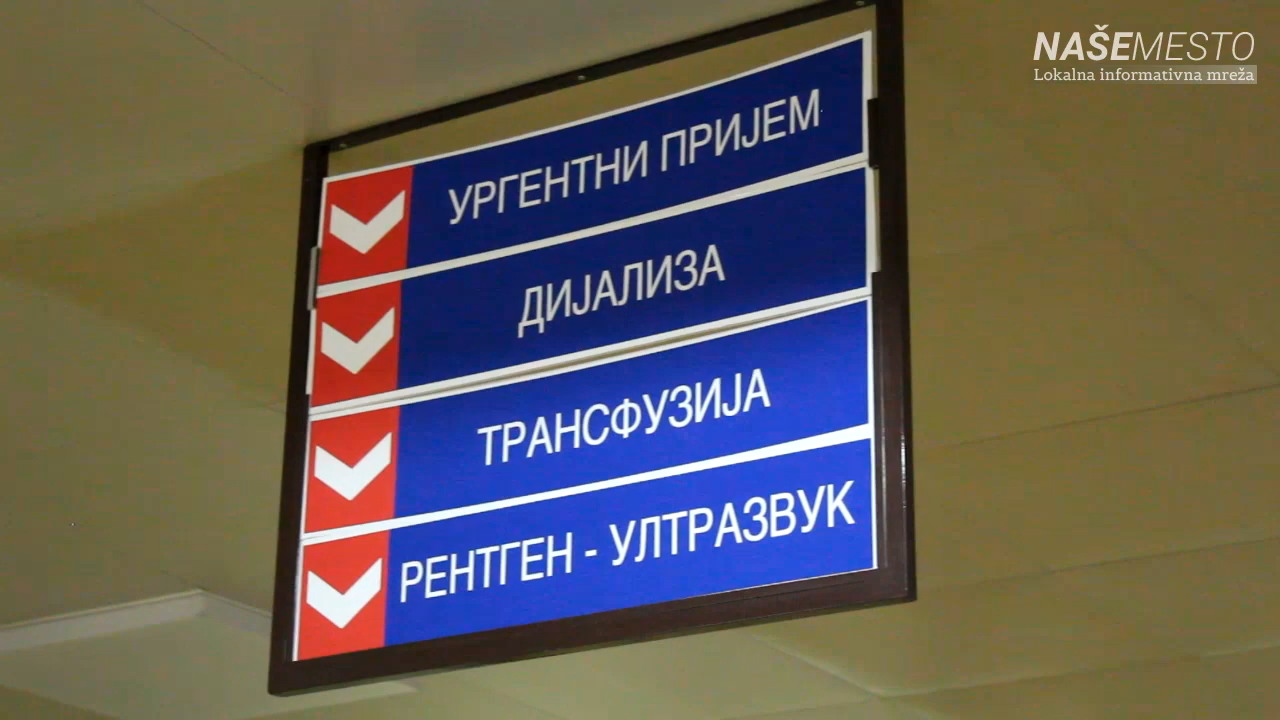 NAŠEMESTO
Lokalna informativna mreža
УРГЕНТНИ ПРИЈЕМ
ДИЈАЛИЗА
ТРАНСФУЗИЈА
РЕНТГЕН - УЛТРАЗВУК